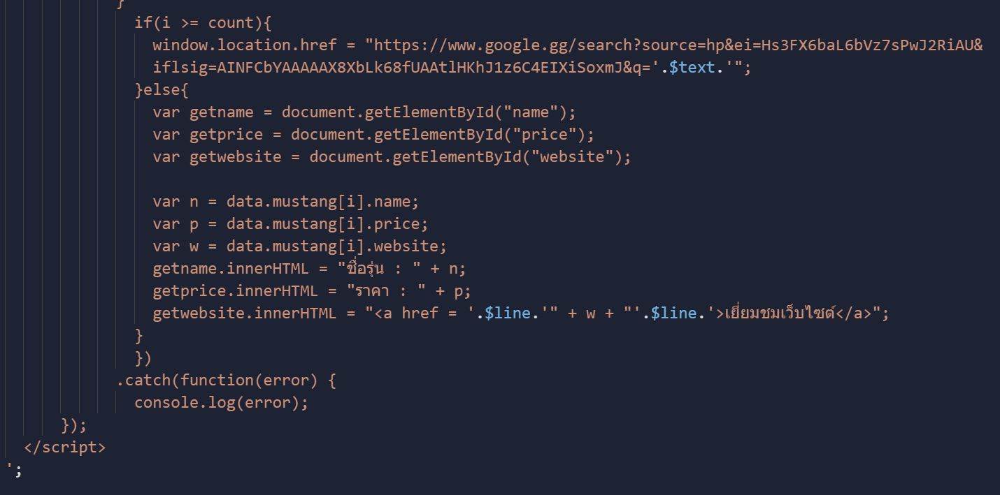 }
if(i >= count){
window.location.href = "https://www.google.gg/search?source=hp&ei=Hs3FX6baL6bVz7sPwJ2RiAU&
iflsig=AINFCbYAAAAAX8XbLk68fUAAtlHKhJ1z6C4EIXiSoxmJ&q='.$text.'";
}else{
var getname = document.getElementById("name");
var getprice = document.getElementById("price");
var getwebsite = document.getElementById("website");
var n = data.mustang[i].name;
var p = data.mustang[i].price;
var w = data.mustang[i].website;
getname.innerHTML = "ชื่อรุ่น : " + n;
getprice.innerHTML = "ราคา : " + p;
getwebsite.innerHTML = "<a href = '.$line.'" + w + "'.$line.'>เยี่ยมชมเว็บไซต์</a>";
}
})
.catch(function(error) {
console.log(error);
});
</script>
';